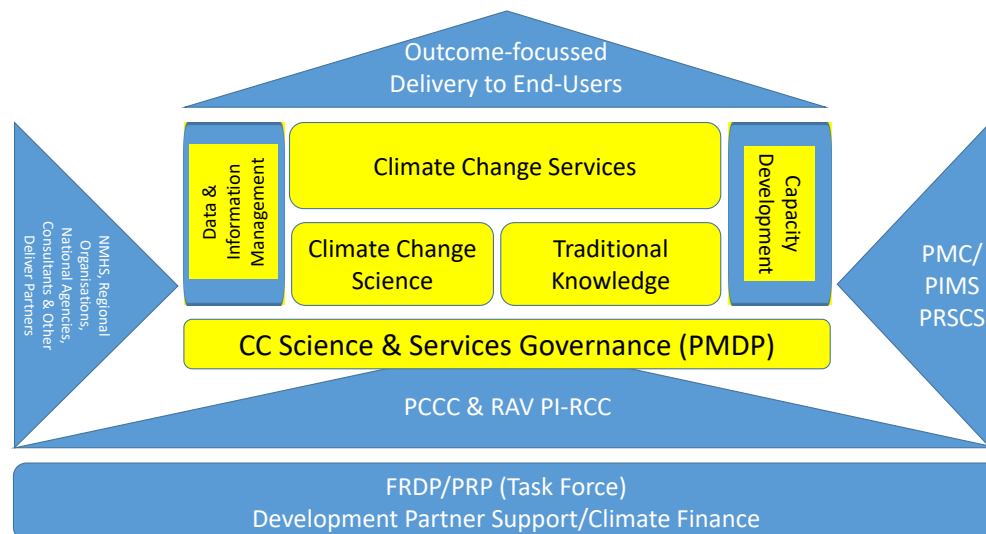 Outcome-focussed
Delivery to End-Users
Data &
Information
Management
Climate Change Services
Capacity
Development
Climate Change
Science
Traditional
Knowledge
NMHS, Regional
Organisations,
National Agencies,
Consultants & Other
Deliver Partners
PMC/
PIMS
PRSCS
CC Science & Services Governance (PMDP)
PCCC & RAV PI-RCC
FRDP/PRP (Task Force)
Development Partner Support/Climate Finance